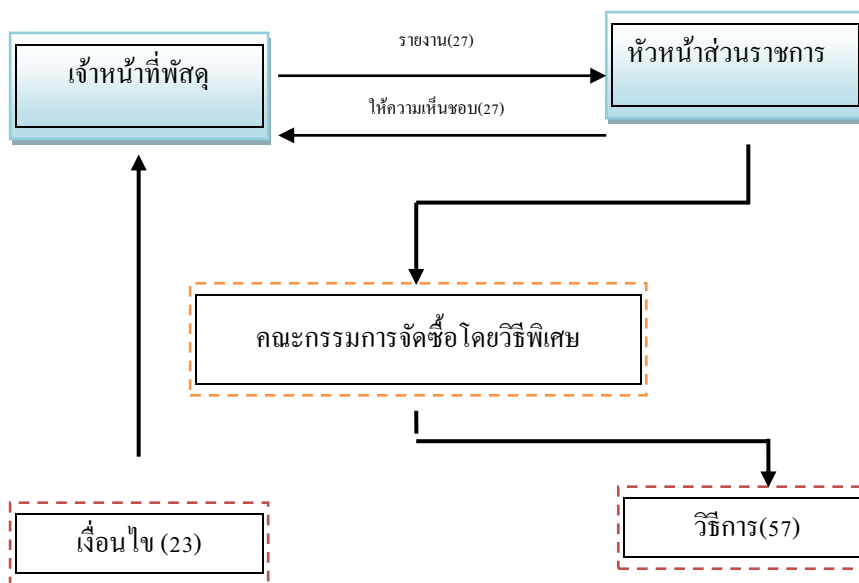 รายงาน(27)
หัวหน้าส่วนราชการ
เจ้าหน้าที่พัสดุ
ให้ความเห็นชอบ(27)
คณะกรรมการจัดซื้อโดยวิธีพิเศษ
วิธีการ(57)
เงื่อนไข (23)